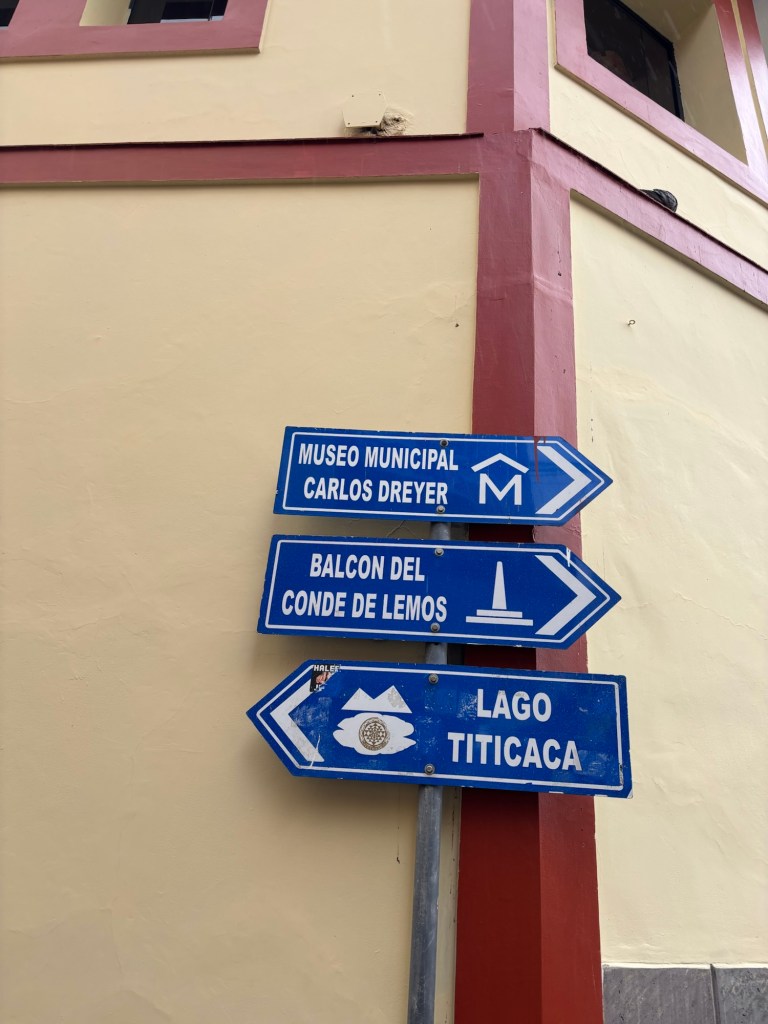 MUSEO MUNICIPAL
CARLOS DREYER
M
BALCON DEL
CONDE DE LEMOS
LAGO
TITICACA